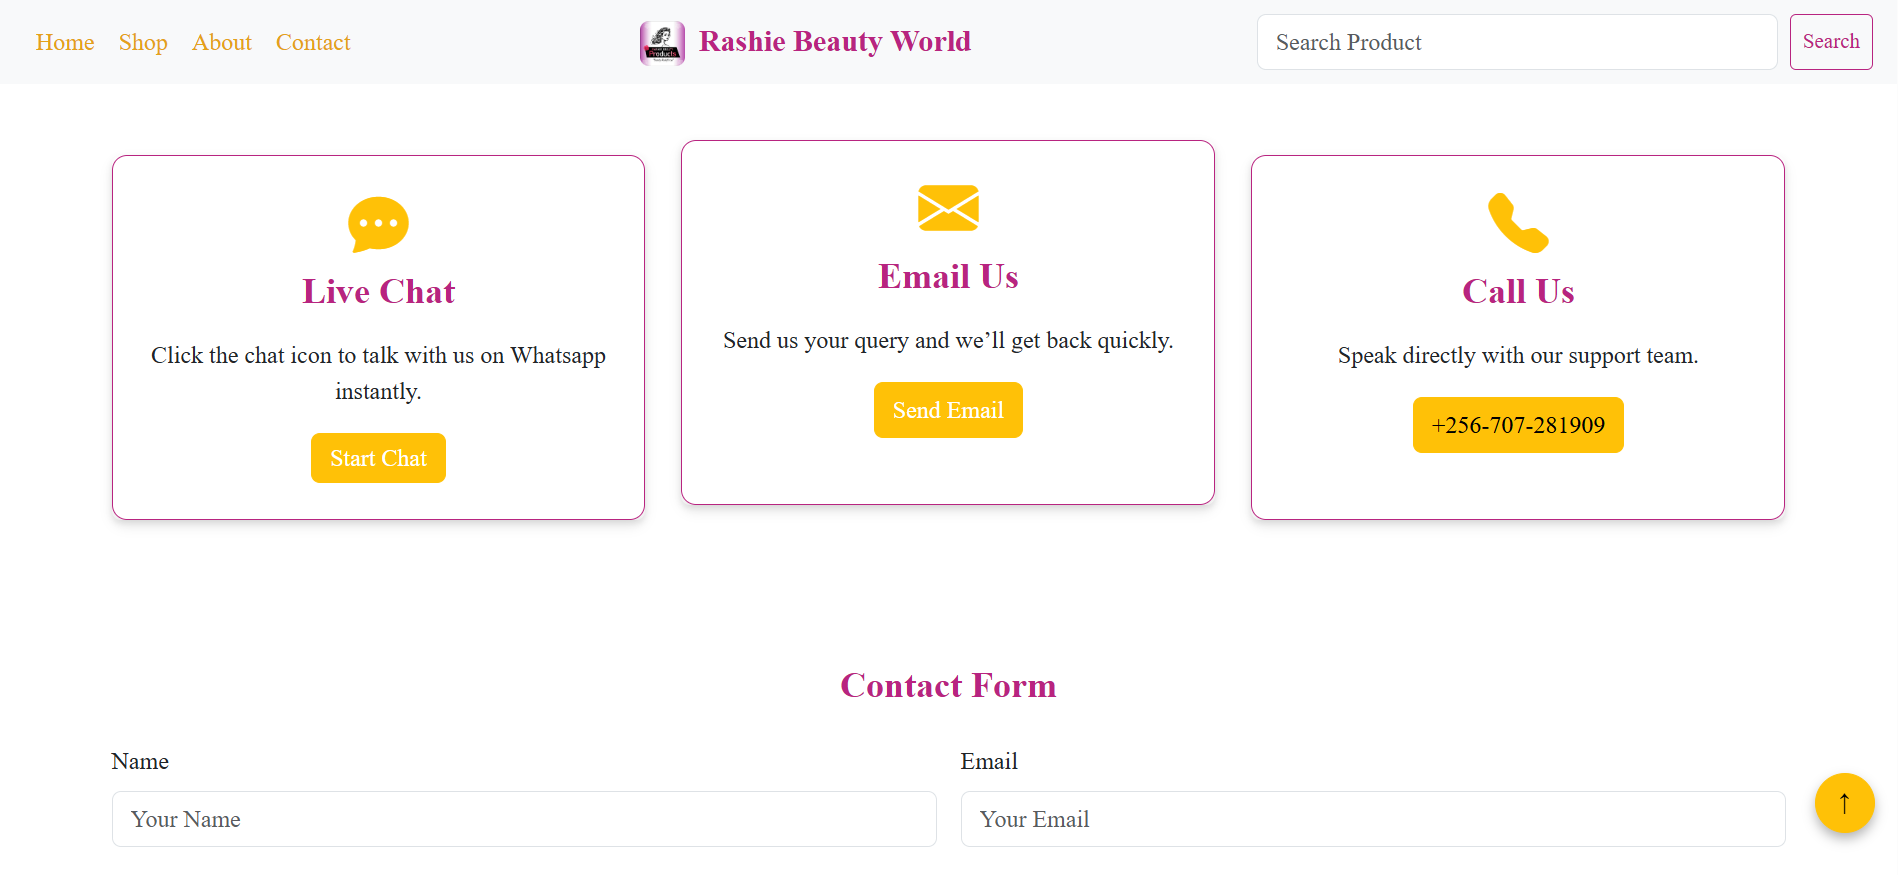 Home Shop About Contact
Products
Rashie Beauty World
Search Product
Search
Live Chat
Click the chat icon to talk with us on Whatsapp
instantly.
Start Chat
Email Us
Send us your query and we’ll get back quickly.
Send Email
Call Us
Speak directly with our support team.
+256-707-281909
Contact Form
Name
Your Name
Email
Your Email
↑